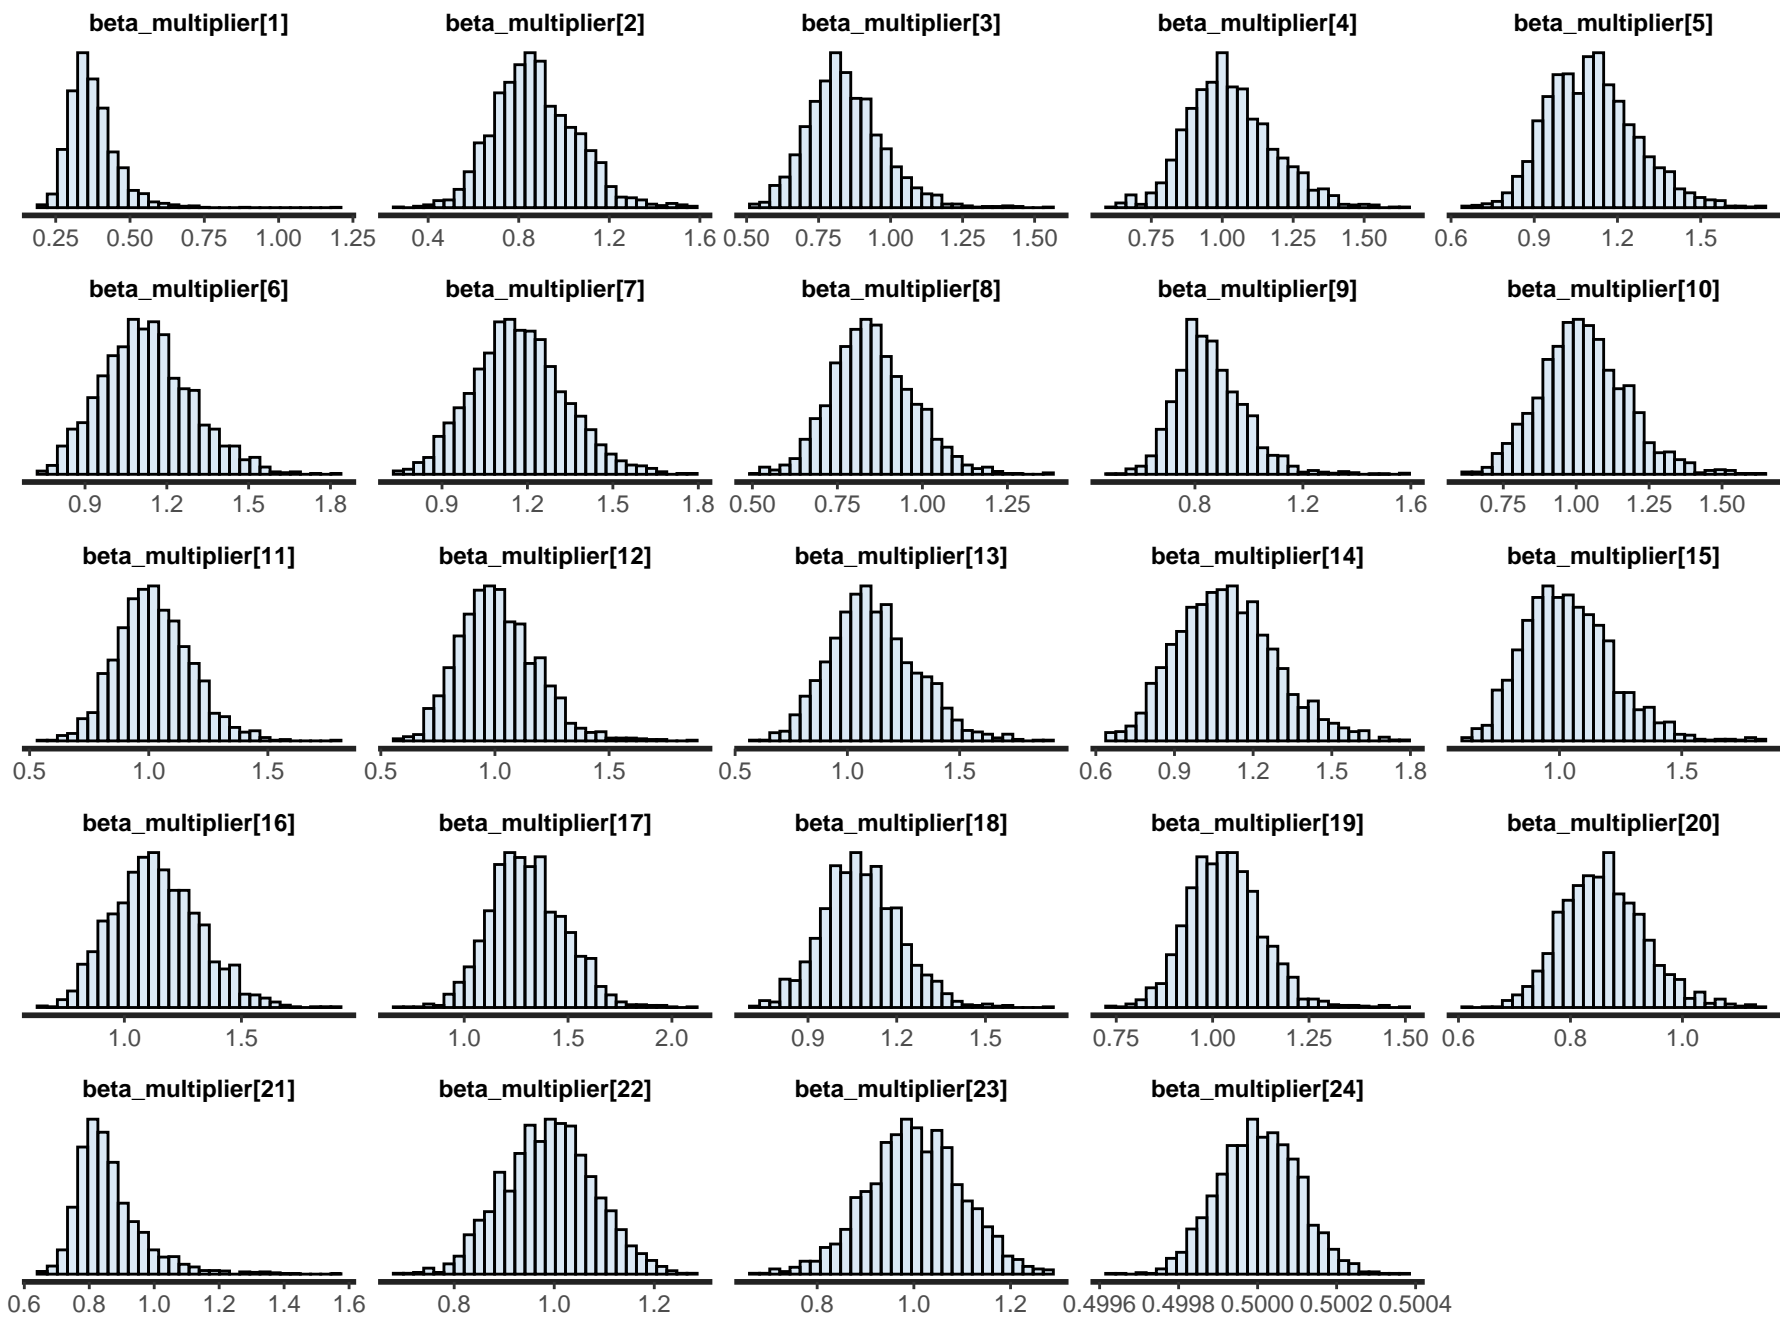 beta_multiplier[1] beta_multiplier[2] beta_multiplier[3] beta_multiplier[4] beta_multiplier[5]
0.25 0.50 0.75 1.00 1.25 0.4 0.8 1.2 1.6 0.50 0.75 1.00 1.25 1.50 0.75 1.00 1.25 1.50 0.6 0.9 1.2 1.5
beta_multiplier[6] beta_multiplier[7] beta_multiplier[8] beta_multiplier[9] beta_multiplier[10]
0.9 1.2 1.5 1.8 0.9 1.2 1.5 1.8 0.50 0.75 1.00 1.25 0.8 1.2 1.6 0.75 1.00 1.25 1.50
beta_multiplier[11] beta_multiplier[12] beta_multiplier[13] beta_multiplier[14] beta_multiplier[15]
0.5 1.0 1.5 0.5 1.0 1.5 0.5 1.0 1.5 0.6 0.9 1.2 1.5 1.8 1.0 1.5
beta_multiplier[16] beta_multiplier[17] beta_multiplier[18] beta_multiplier[19] beta_multiplier[20]
1.0 1.5 1.0 1.5 2.0 0.9 1.2 1.5 0.75 1.00 1.25 1.50 0.6 0.8 1.0
beta_multiplier[21] beta_multiplier[22] beta_multiplier[23] beta_multiplier[24]
0.6 0.8 1.0 1.2 1.4 1.6 0.8 1.0 1.2 0.8 1.0 1.2 0.4996 0.4998 0.5000 0.5002 0.5004